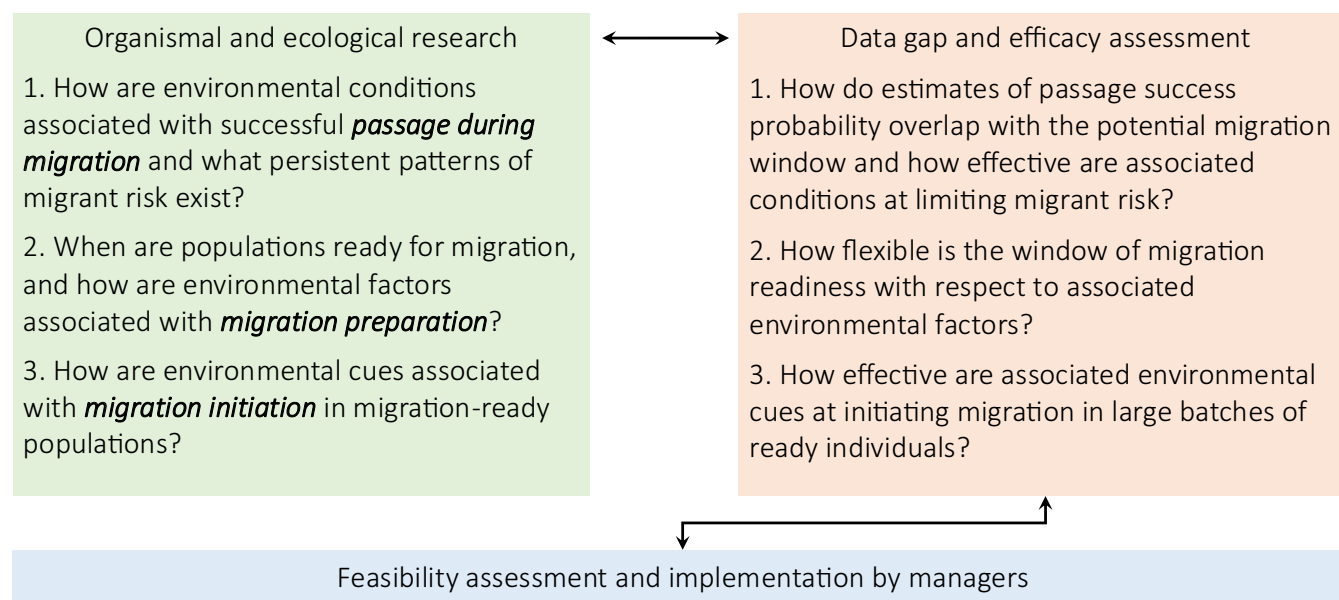 Organismal and ecological research
1. How are environmental conditions
associated with successful passage during
migration and what persistent patterns of
migrant risk exist?
2. When are populations ready for migration,
and how are environmental factors
associated with migration preparation?
3. How are environmental cues associated
with migration initiation in migration-ready
populations?
Data gap and efficacy assessment
1. How do estimates of passage success
probability overlap with the potential migration
window and how effective are associated
conditions at limiting migrant risk?
2. How flexible is the window of migration
readiness with respect to associated
environmental factors?
3. How effective are associated environmental
cues at initiating migration in large batches of
ready individuals?
Feasibility assessment and implementation by managers